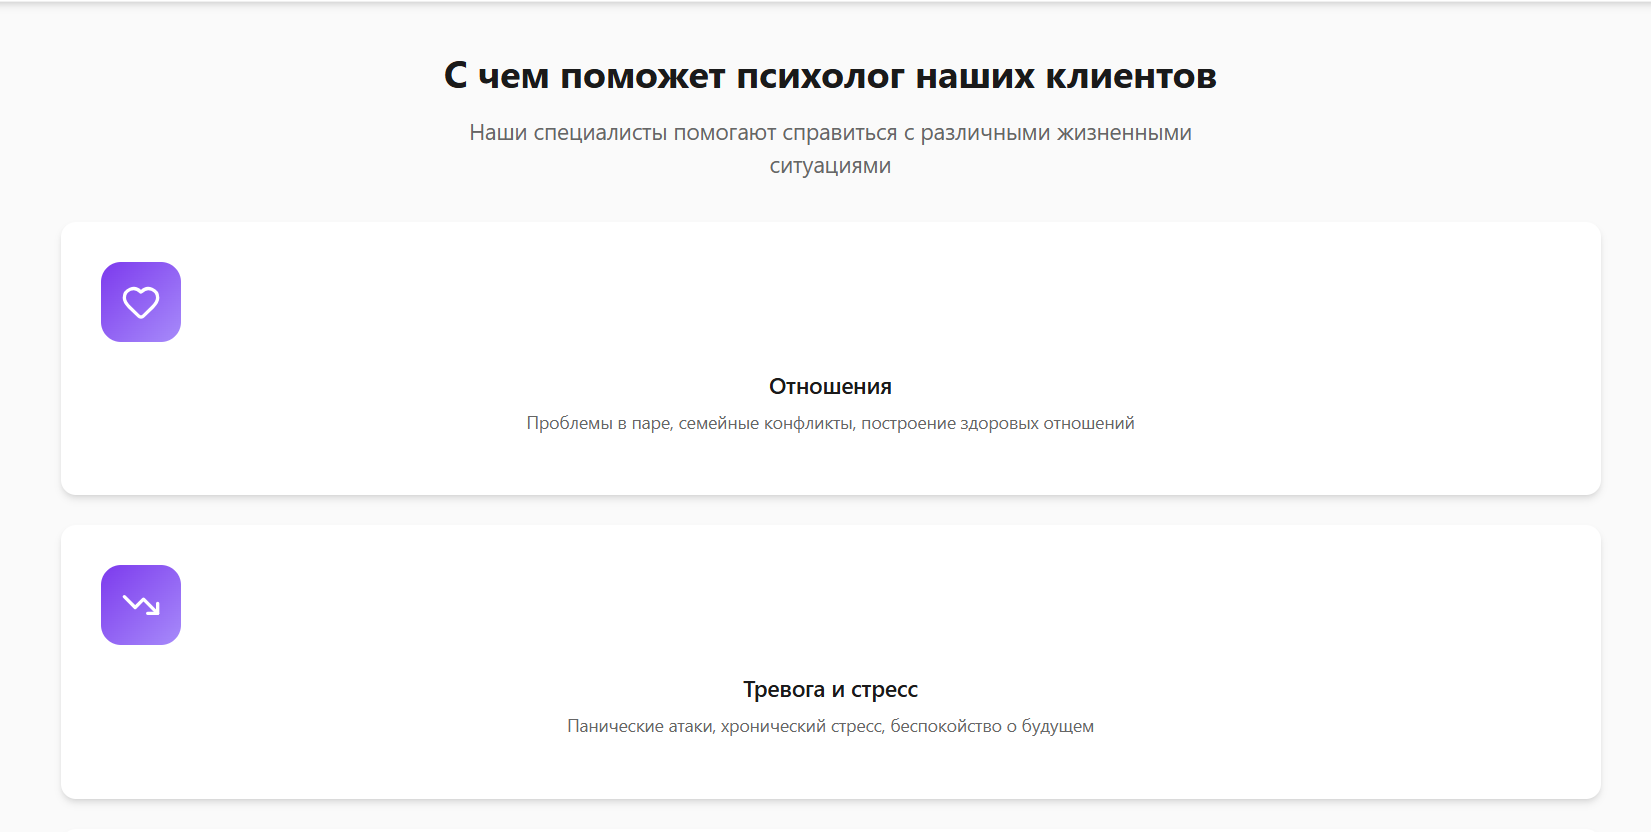 С чем поможет психолог наших клиентов
Наши специалисты помогают справиться с различными жизненными
ситуациями
Отношения
Проблемы в паре, семейные конфликты, построение здоровых отношений
Тревога и стресс
Панические атаки, хронический стресс, беспокойство о будущем